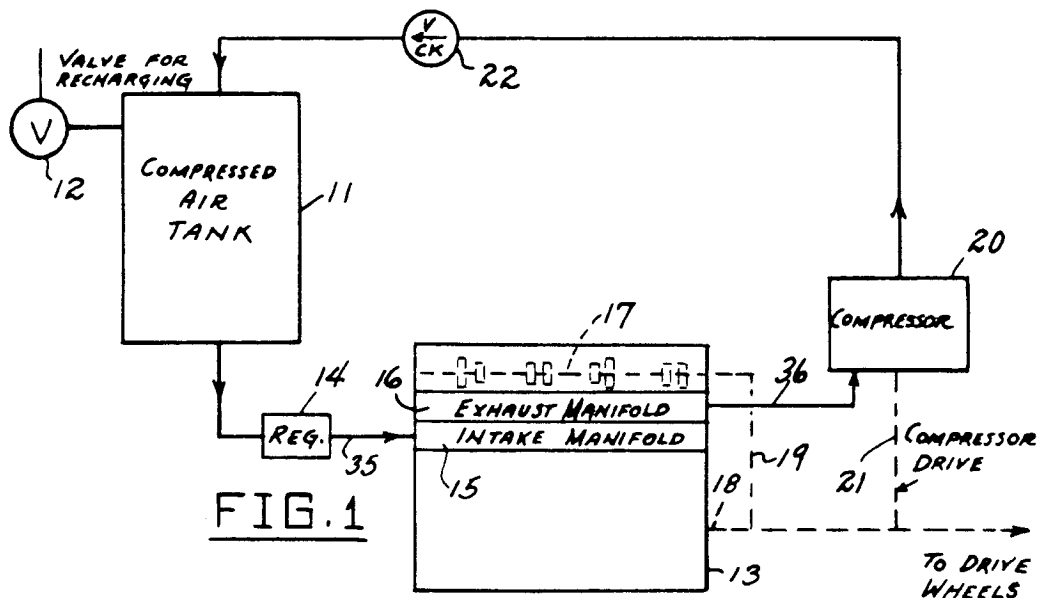 V
CK
22
VALVE FOR
RECHARGING
V
12
COMPRESSED
AIR
TANK
11
20
COMPRESSOR
17
14
16
EXHAUST MANIFOLD
36
REG.
INTAKE MANIFOLD
35
15
19
COMPRESSOR
DRIVE
21
18
FIG.1
13
TO DRIVE
WHEELS